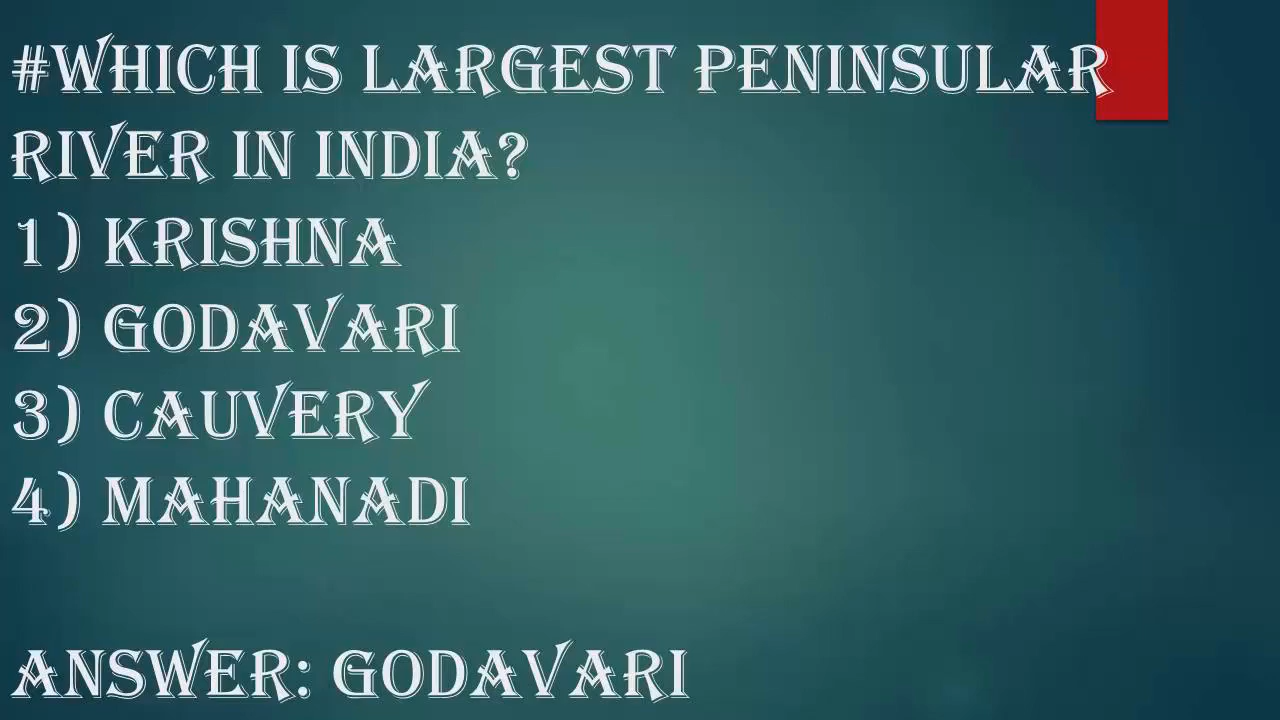 #WHICH IS LARGEST PENINSULAR
RIVER IN INDIA?
1) KRISHNA
2) GODAVARI
3) CAUVERY
4) MAHANADI
ANSWER: GODAVARI